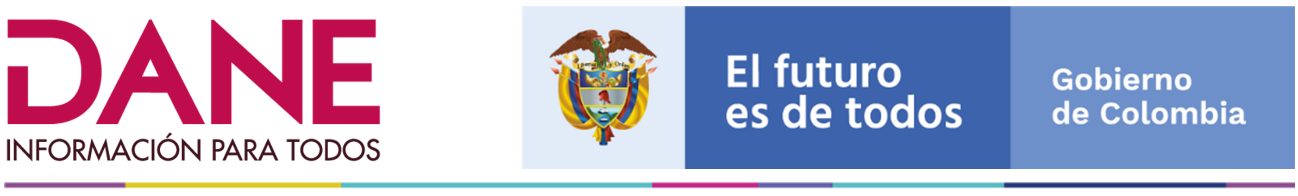 DANE
INFORMACIÓN PARA TODOS
El futuro
es de todos
Gobierno
de Colombia